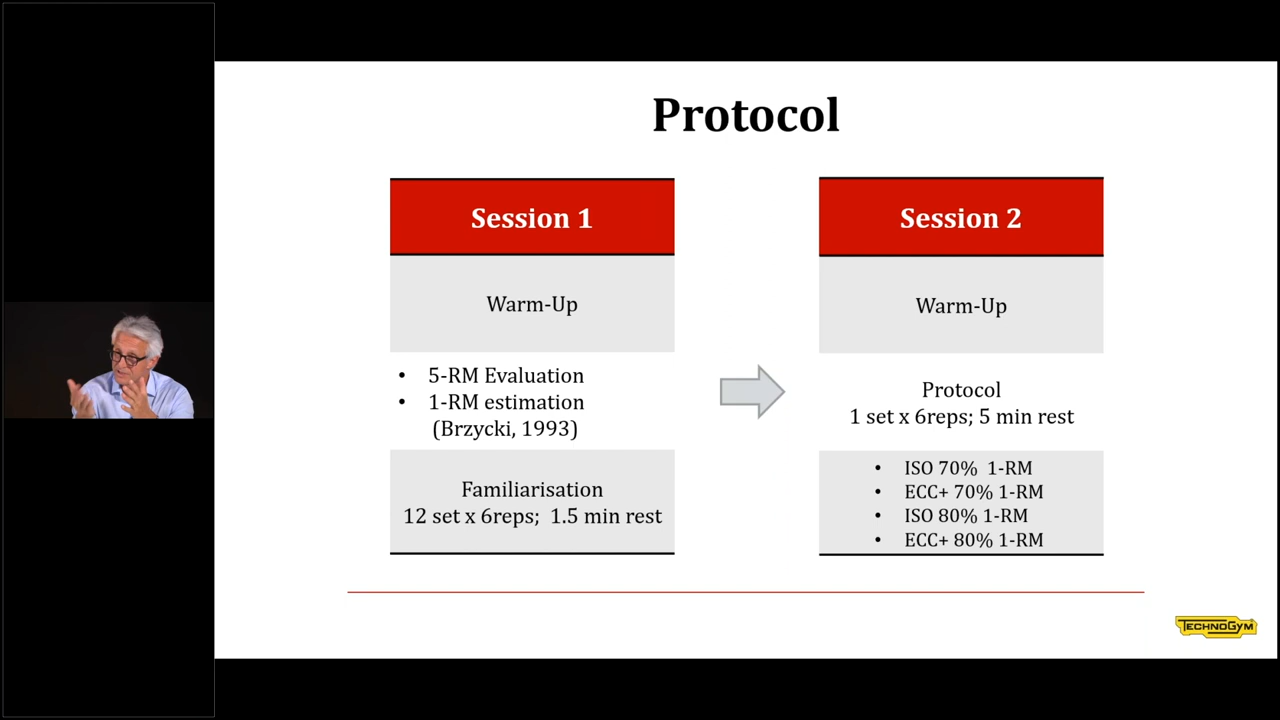 Protocol
Session 1
Warm-Up
• 5-RM Evaluation
• 1-RM estimation
(Brzycki, 1993)
Familiarisation
12 set x 6reps; 1.5 min rest
Session 2
Warm-Up
Protocol
1 set x 6reps; 5 min rest
• ISO 70% 1-RM
• ECC+ 70% 1-RM
• ISO 80% 1-RM
• ECC+ 80% 1-RM
TECHNOGYM